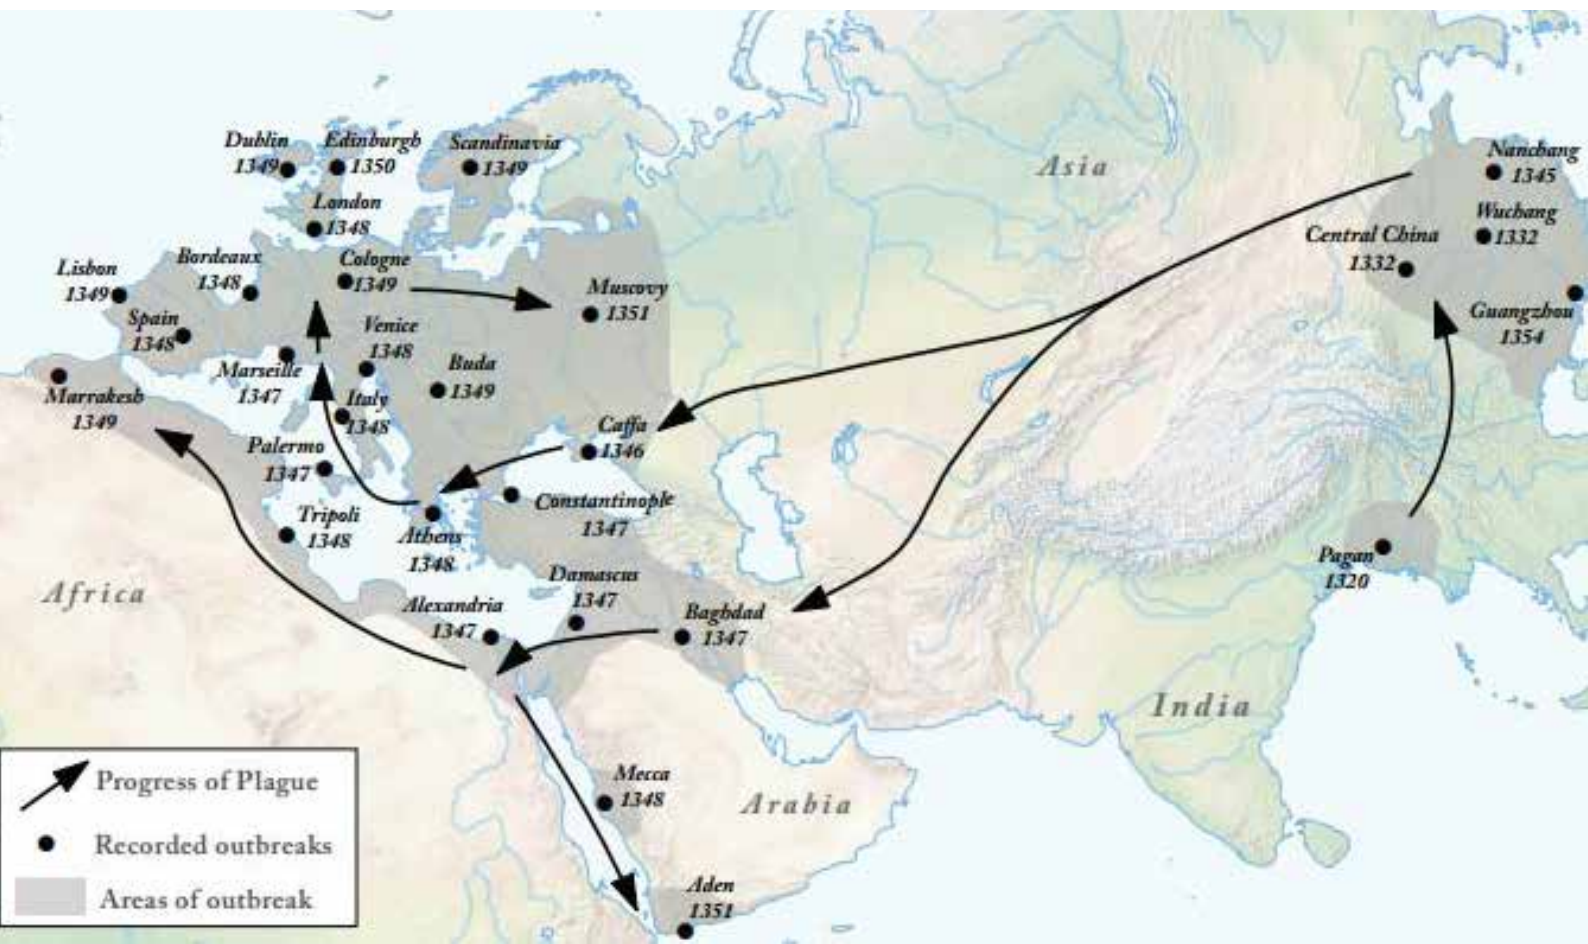 Dublin
1349
Edinburgh
1350
Scandinavia
1349
London
1348
Lisbon
1349
Bordeaux
1348
Cologne
1349
Spain
1348
Venice
1348
Muscovy
1351
Marseille
1347
Buda
1349
Marrakesh
1349
Italy
1348
Palermo
1347
Caffa
1346
Tripoli
1348
Athens
1348
Constantinople
1347
Damascus
1347
Alexandria
1347
Baghdad
1347
Africa
Asia
Nanchang
1345
Wuchang
1332
Central China
1332
Guangzhou
1354
Pagan
1320
India
Mecca
1348
Arabia
Aden
1351
Progress of Plague
Recorded outbreaks
Areas of outbreak